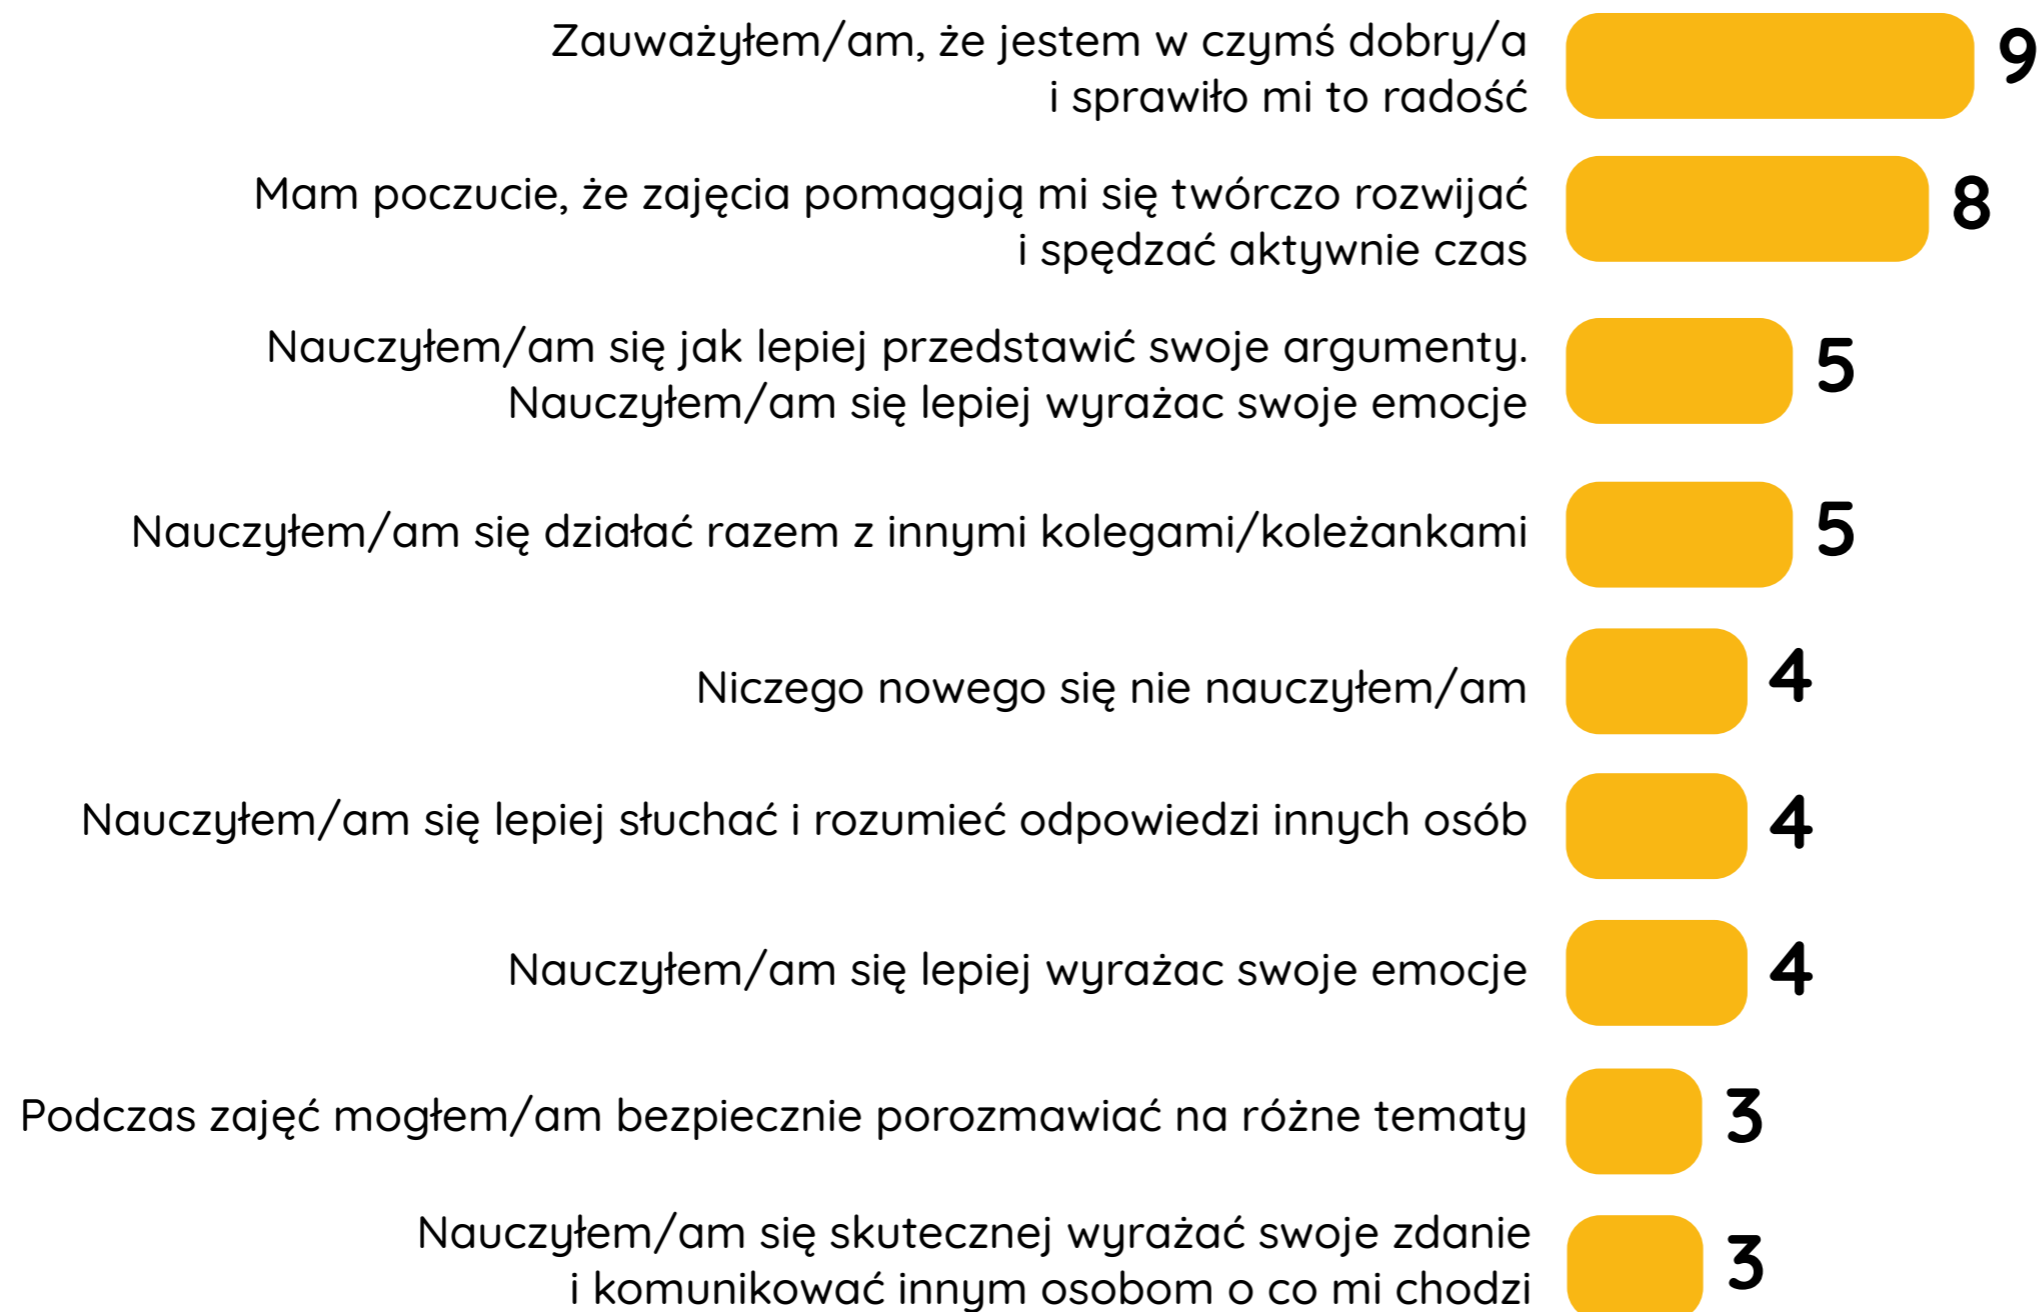 Zauważyłem/am, że jestem w czymś dobry/a 9
i sprawiło mi to radość
Mam poczucie, że zajęcia pomagają mi się twórczo rozwijać 8
i spędzać aktywnie czas
Nauczyłem/am się jak lepiej przedstawić swoje argumenty. 5
Nauczyłem/am się lepiej wyrażac swoje emocje
Nauczyłem/am się działać razem z innymi kolegami/koleżankami 5
Niczego nowego się nie nauczyłem/am 4
Nauczyłem/am się lepiej słuchać i rozumieć odpowiedzi innych osób 4
Nauczyłem/am się lepiej wyrażac swoje emocje 4
Podczas zajęć mogłem/am bezpiecznie porozmawiać na różne tematy 3
Nauczyłem/am się skutecznej wyrażać swoje zdanie 3
i komunikować innym osobom o co mi chodzi